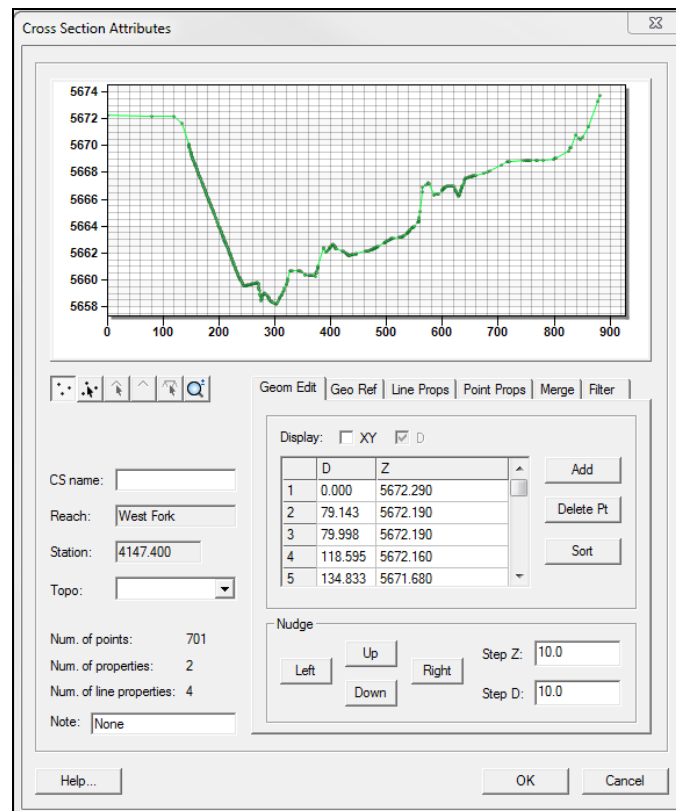 Cross Section Attributes
5674
5672
5670
5668
5666
5664
5662
5660
5658
0 100 200 300 400 500 600 700 800 900
Geom Edit Geo Ref Line Props Point Props Merge Filter
Display: XY D
D Z
1 0.000 5672.290
2 79.143 5672.190
3 79.998 5672.190
4 118.595 5672.160
5 134.833 5671.680
Add
Delete Pt
Sort
CS name:
Reach: West Fork
Station: 4147.400
Topo:
Num. of points: 701
Num. of properties: 2
Num. of line properties: 4
Note: None
Nudge
Left
Up
Down
Right
Step Z: 10.0
Step D: 10.0
Help...
OK
Cancel